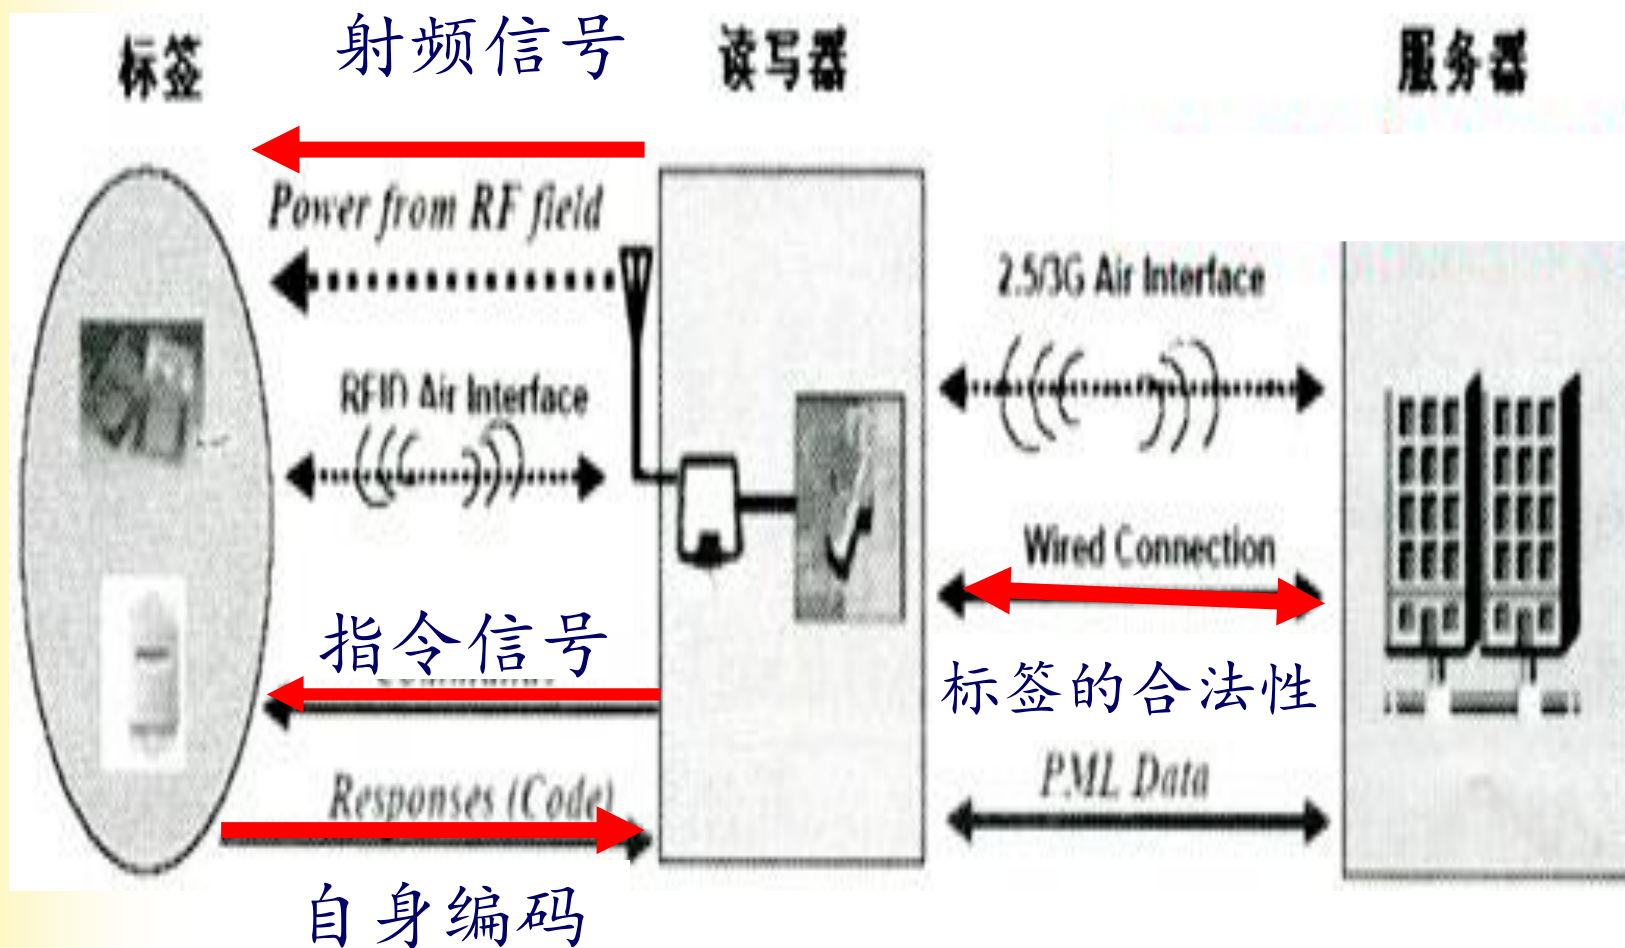 标签
射频信号
读写器
服务器
Power from RF field
2.5/3G Air Interface
RFID Air Interface
Wired Connection
指令信号
标签的合法性
PML Data
Responses (Code)
自身编码